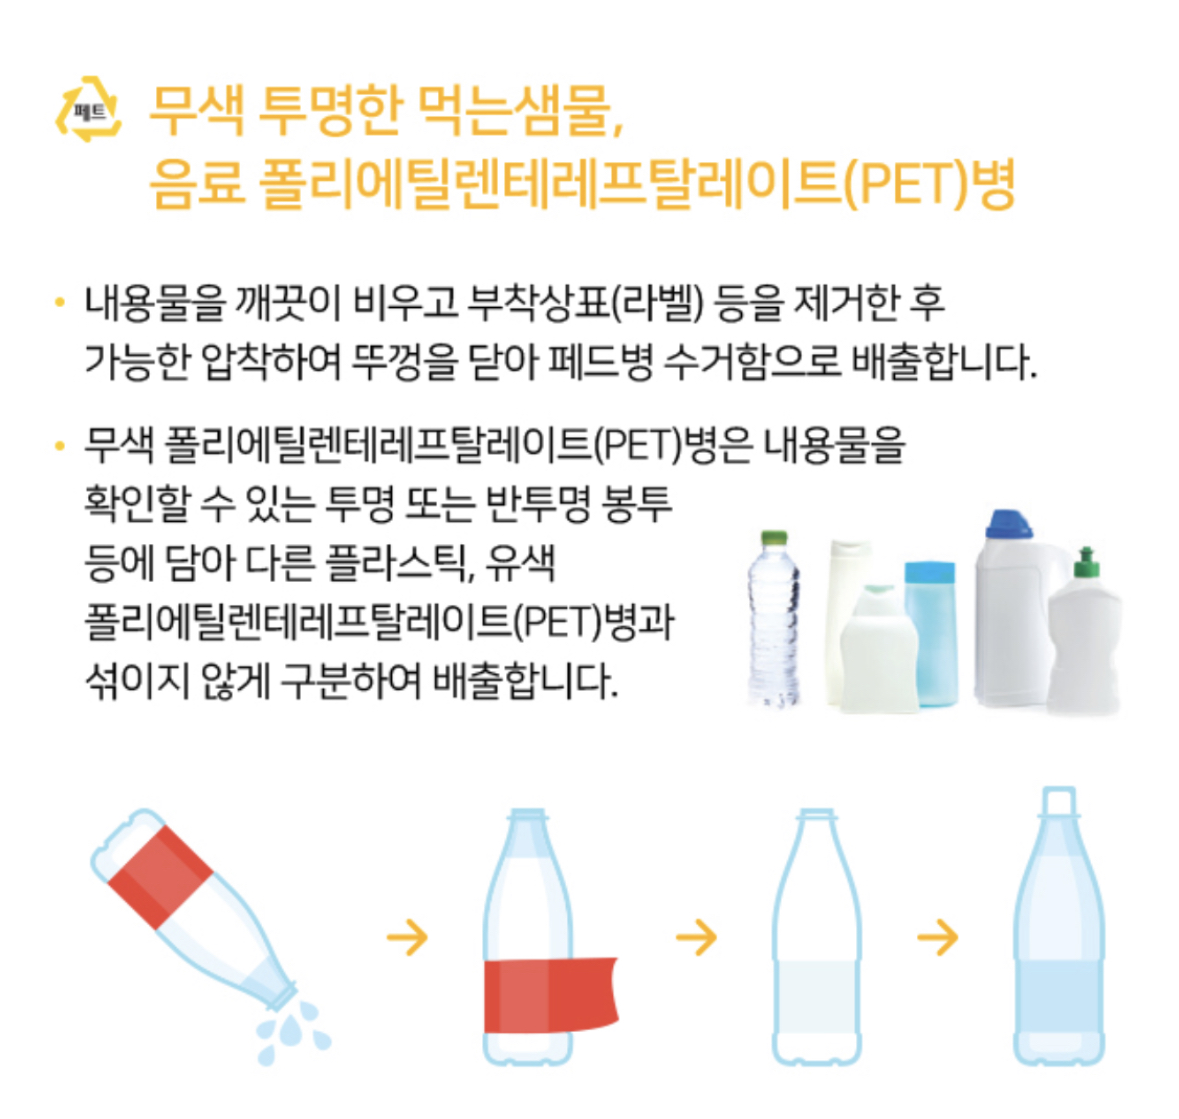 페트
무색 투명한 먹는샘물,
음료 폴리에틸렌테레프탈레이트(PET)병
• 내용물을 깨끗이 비우고 부착상표(라벨) 등을 제거한 후
가능한 압착하여 뚜껑을 닫아 페드병 수거함으로 배출합니다.
• 무색 폴리에틸렌테레프탈레이트(PET)병은 내용물을
확인할 수 있는 투명 또는 반투명 봉투
등에 담아 다른 플라스틱, 유색
폴리에틸렌테레프탈레이트(PET)병과
섞이지 않게 구분하여 배출합니다.